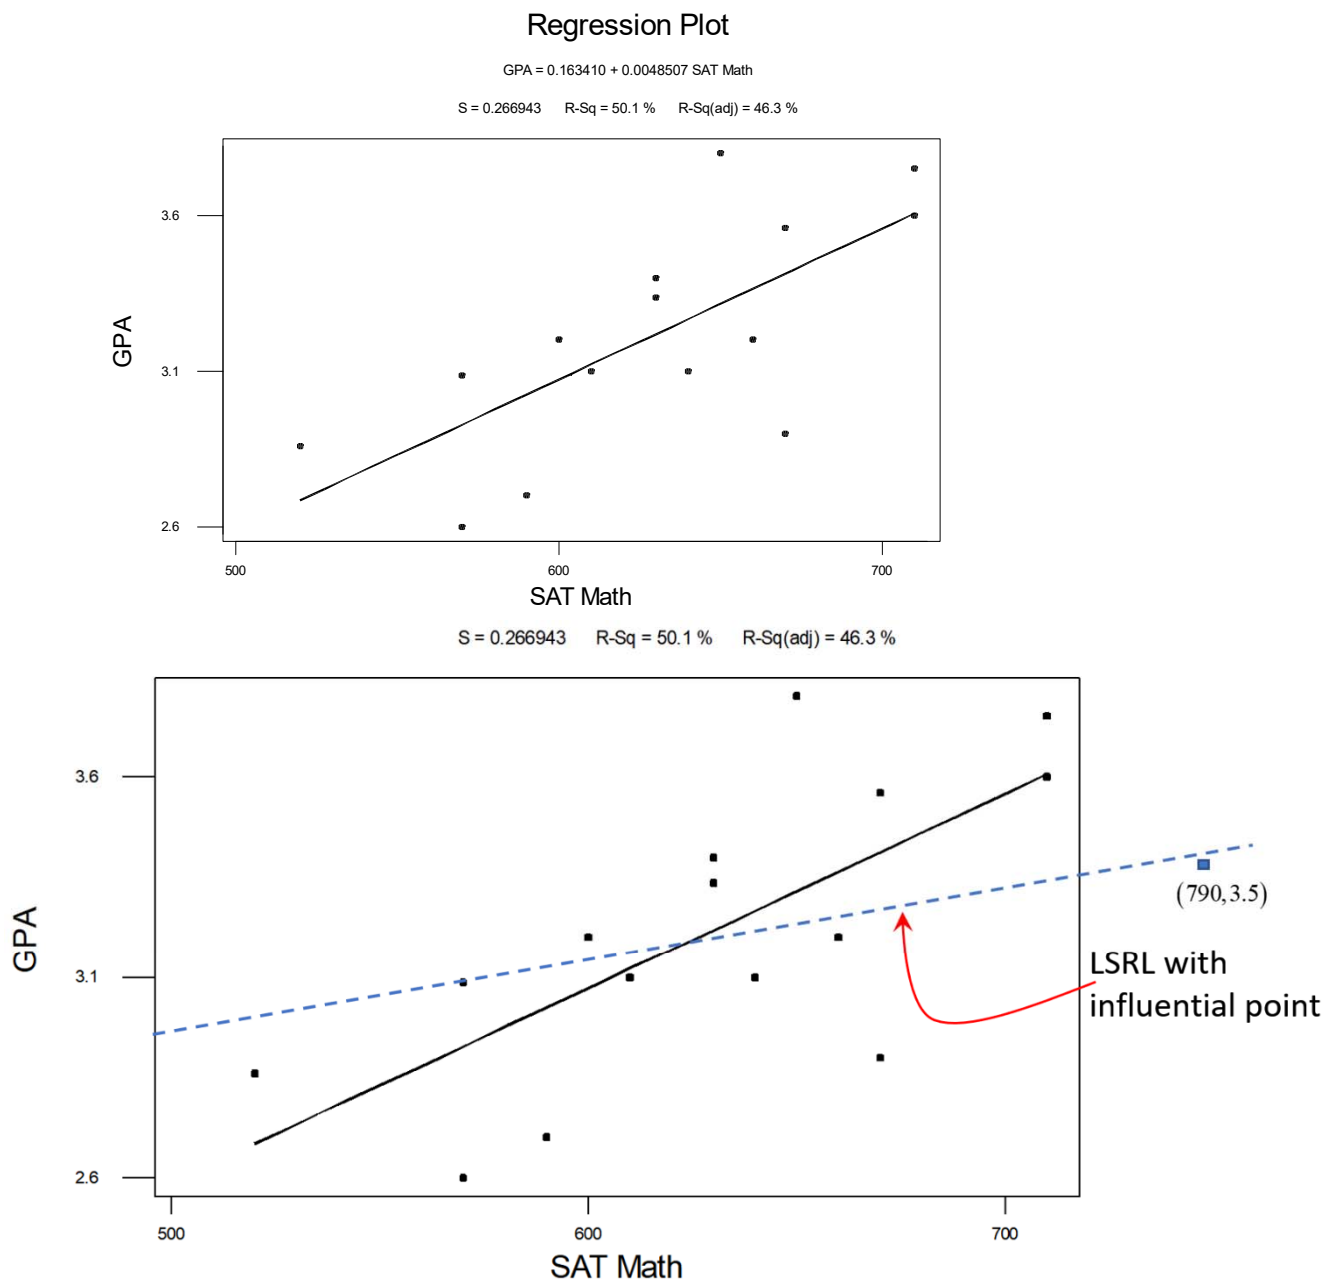 Regression Plot
GPA = 0.163410 + 0.0048507 SAT Math
S = 0.266943 R-Sq = 50.1 % R-Sq(adj) = 46.3 %
3.6
3.1
2.6
GPA
500 600 700
SAT Math
S = 0.266943 R-Sq = 50.1 % R-Sq(adj) = 46.3 %
3.6
3.1
2.6
GPA
(790,3.5)
LSRL with
influential point
500 600 700
SAT Math